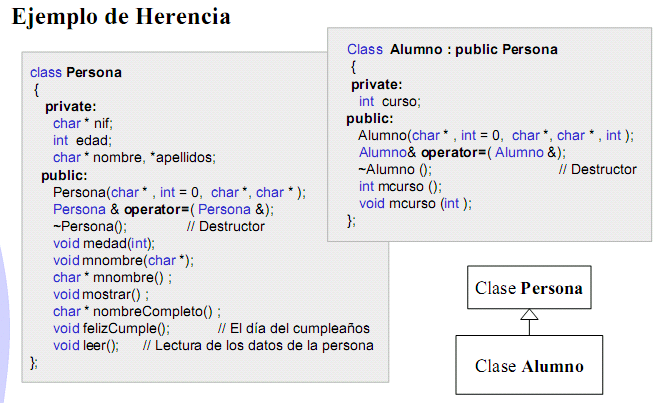 Ejemplo de Herencia
class Persona
{
private:
char * nif;
int edad;
char * nombre, *apellidos;
public:
Persona(char * , int = 0, char *, char * );
Persona & operator=( Persona &);
~Persona(); // Destructor
void medad(int);
void mnombre(char *);
char * mnombre() ;
void mostrar() ;
char * nombreCompleto() ;
void felizCumple(); // El día del cumpleaños
void leer(); // Lectura de los datos de la persona
};
Class Alumno : public Persona
{
private:
int curso;
public:
Alumno(char * , int = 0, char *, char * , int );
Alumno& operator=( Alumno &);
~Alumno (); // Destructor
int mcurso ();
void mcurso (int );
};
Clase Persona
Clase Alumno